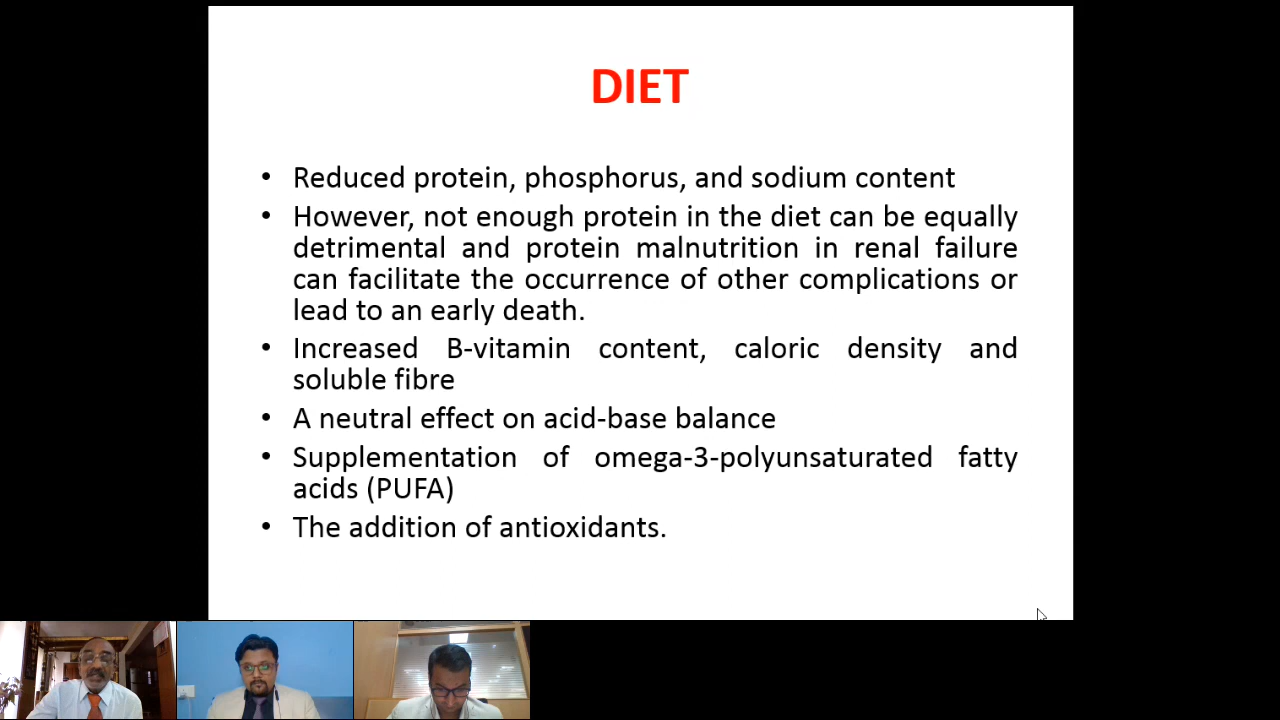 DIET
• Reduced protein, phosphorus, and sodium content
• However, not enough protein in the diet can be equally
detrimental and protein malnutrition in renal failure
can facilitate the occurrence of other complications or
lead to an early death.
• Increased B-vitamin content, caloric density and
soluble fibre
• A neutral effect on acid-base balance
• Supplementation of omega-3-polyunsaturated fatty
acids (PUFA)
• The addition of antioxidants.